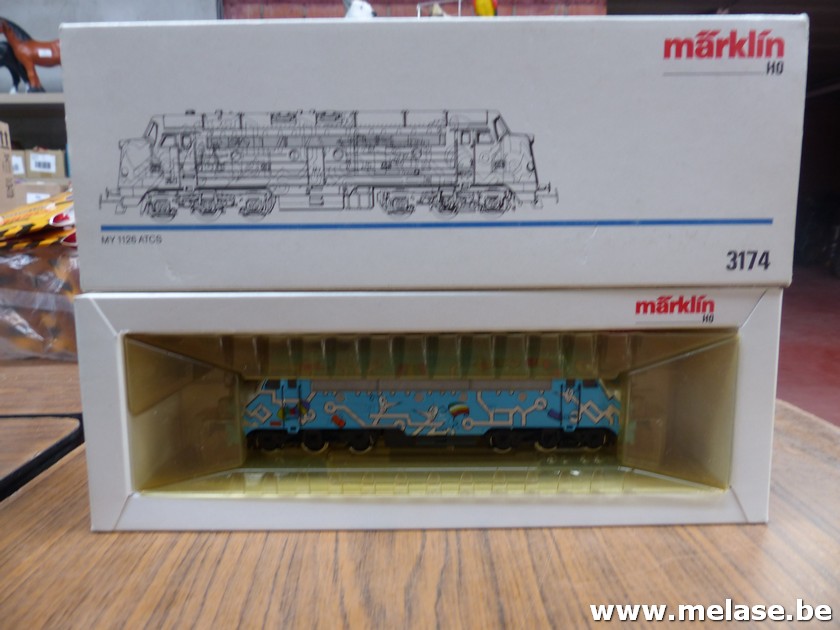 märklin
H0
MY 1126 ATCS
3174
märklin
H0
www.melase.be